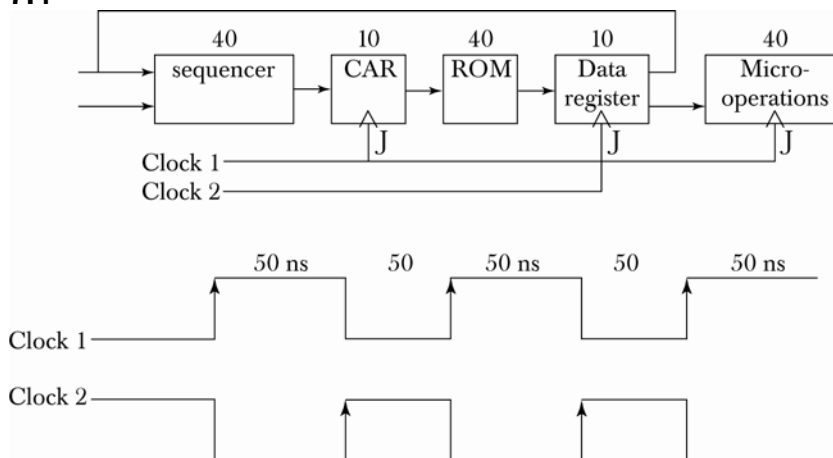 40 10 40 10 40
sequencer CAR ROM Data Micro-
register operations
J J J
Clock 1
Clock 2
50 ns 50 50 ns 50 50 ns
Clock 1
Clock 2